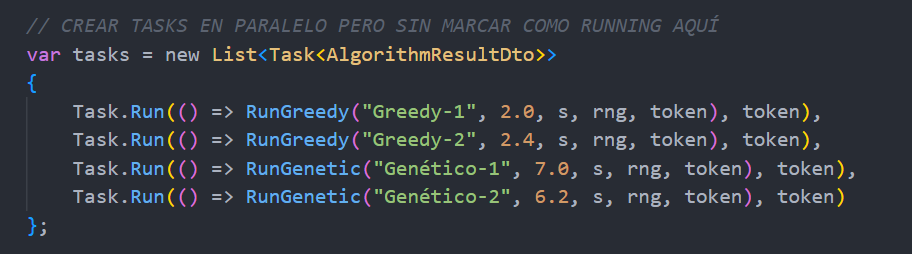 // CREAR TASKS EN PARALELO PERO SIN MARCAR COMO RUNNING AQUÍ
var tasks = new List<Task<AlgorithmResultDto>>
{
    Task.Run(() => RunGreedy("Greedy-1", 2.0, s, rng, token), token),
    Task.Run(() => RunGreedy("Greedy-2", 2.4, s, rng, token), token),
    Task.Run(() => RunGenetic("Genético-1", 7.0, s, rng, token), token),
    Task.Run(() => RunGenetic("Genético-2", 6.2, s, rng, token), token)
};